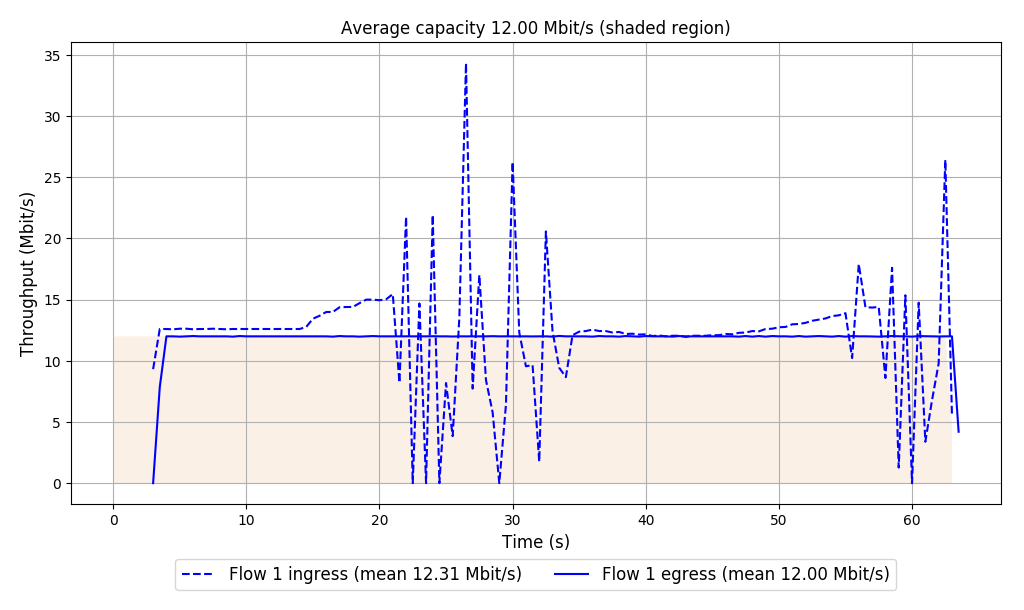 Average capacity 12.00 Mbit/s (shaded region)
Throughput (Mbit/s)
35
30
25
20
15
10
5
0
0 10 20 30 40 50 60
Time (s)
Flow 1 ingress (mean 12.31 Mbit/s) Flow 1 egress (mean 12.00 Mbit/s)